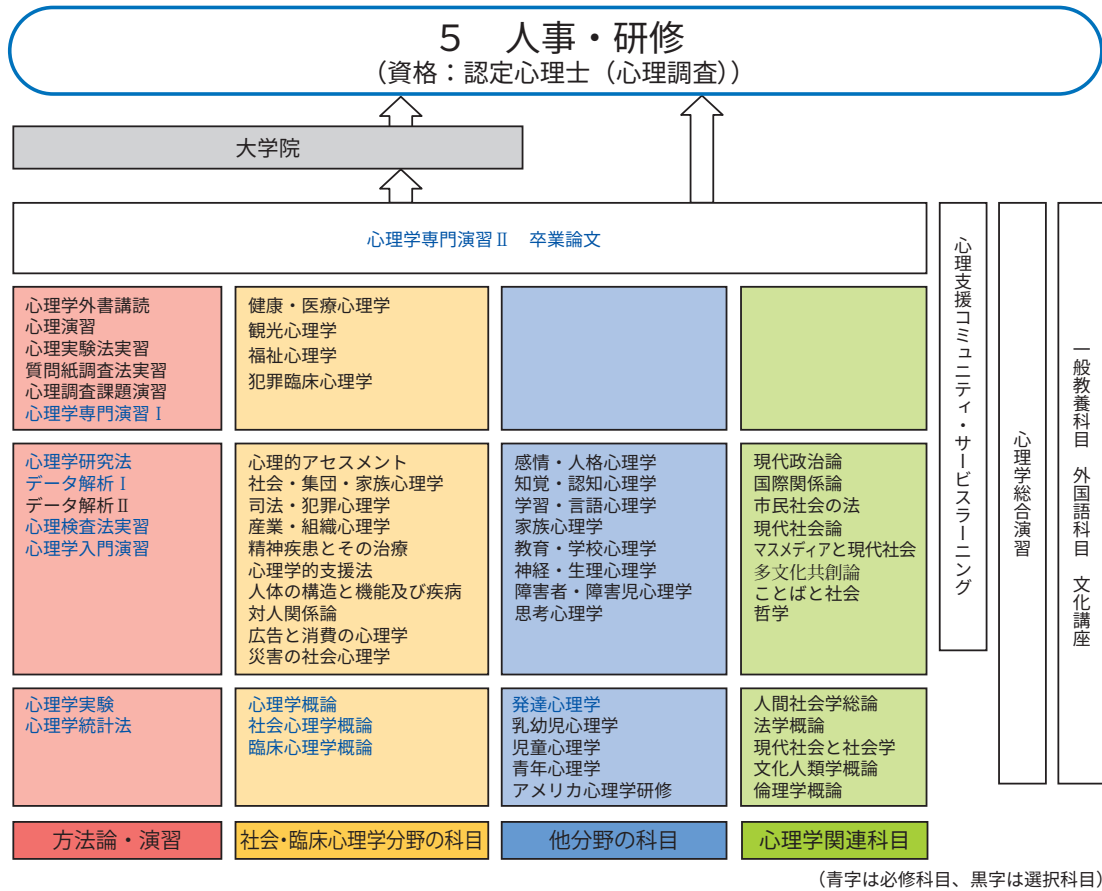 5　人事・研修
（資格：認定心理士（心理調査））
大学院
心理学専門演習Ⅱ　卒業論文
心理学外書講読
心理演習
心理実験法実習
質問紙調査法実習
心理調査課題演習
心理学専門演習Ⅰ
健康・医療心理学
観光心理学
福祉心理学
犯罪臨床心理学
心理学研究法
データ解析Ⅰ
データ解析Ⅱ
心理検査法実習
心理学入門演習
心理的アセスメント
社会・集団・家族心理学
司法・犯罪心理学
産業・組織心理学
精神疾患とその治療
心理学的支援法
人体の構造と機能及び疾病
対人関係論
広告と消費の心理学
災害の社会心理学
感情・人格心理学
知覚・認知心理学
学習・言語心理学
家族心理学
教育・学校心理学
神経・生理心理学
障害者・障害児心理学
思考心理学
現代政治論
国際関係論
市民社会の法
現代社会論
マスメディアと現代社会
多文化共創論
ことばと社会
哲学
心理学実験
心理学統計法
心理学概論
社会心理学概論
臨床心理学概論
発達心理学
乳幼児心理学
児童心理学
青年心理学
アメリカ心理学研修
人間社会学総論
法学概論
現代社会と社会学
文化人類学概論
倫理学概論
方法論・演習
社会・臨床心理学分野の科目
他分野の科目
心理学関連科目
心理支援コミュニティ・サービスラーニング
心理学総合演習
一般教養科目　外国語科目　文化講座
（青字は必修科目、黒字は選択科目）